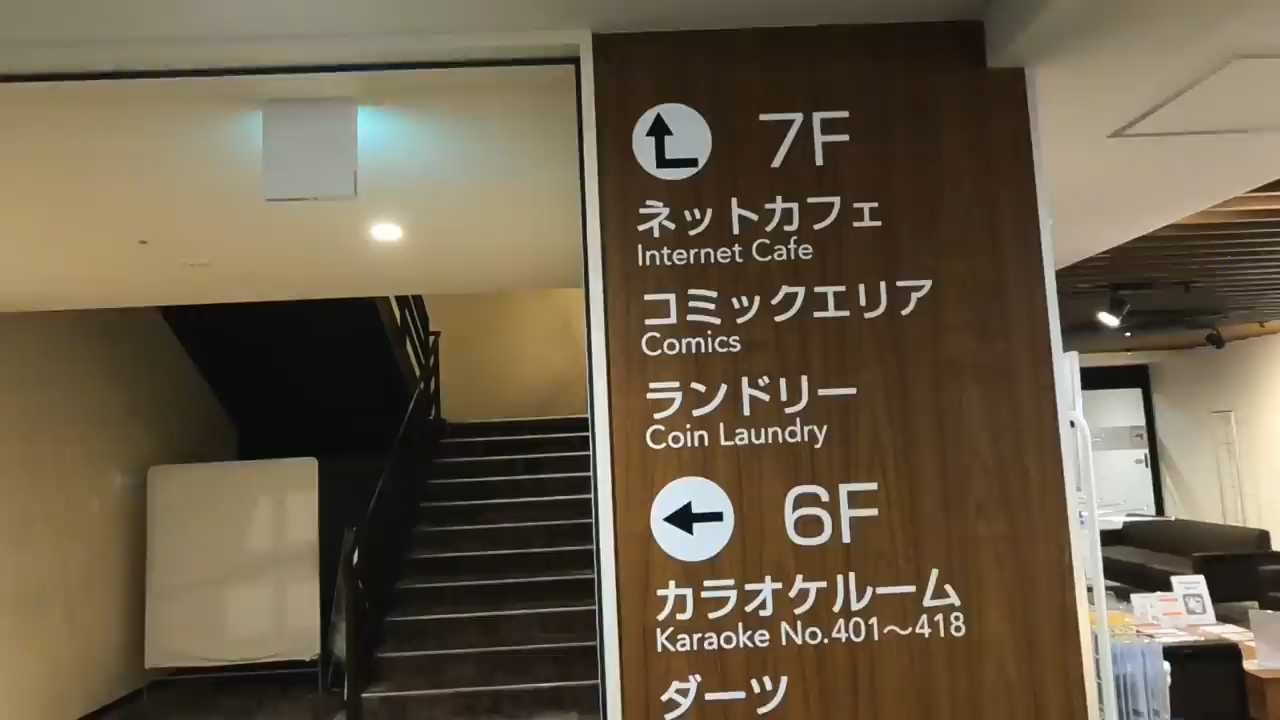 7F
ネットカフェ
Internet Cafe
コミックエリア
Comics
ランドリー
Coin Laundry
6F
カラオケルーム
Karaoke No.401～418
ダーツ